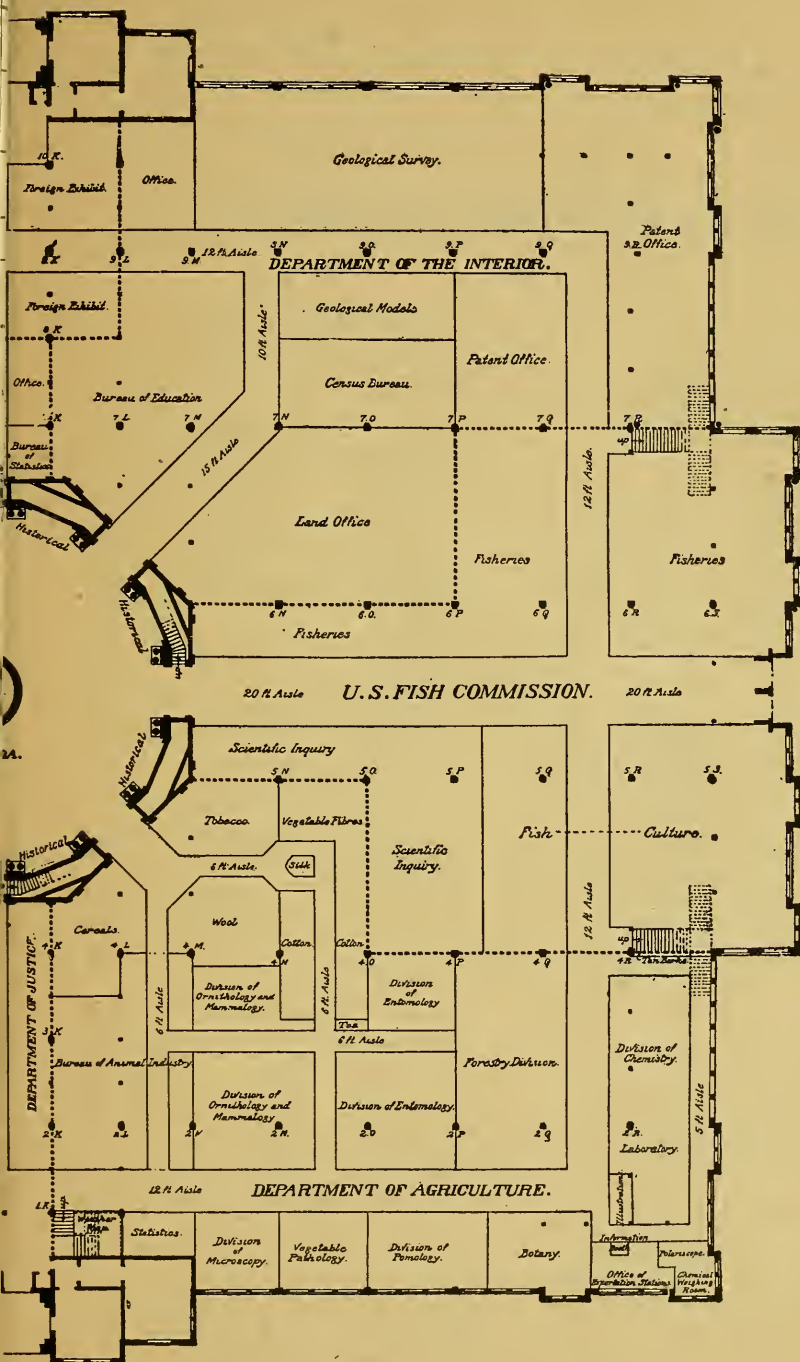 Geological Survey.
10 K.
Office.
Foreign Exhibit.
Patent
9.R. Office.
9.L
9.M
12 ft Aisle
9.N
9.O.
9.P
9.Q
DEPARTMENT OF THE INTERIOR.
Foreign Exhibit.
8 K
Office.
Bureau of Education
10 ft Aisle
Geological Models
Census Bureau.
Patent Office.
7 L
7 M
7 N
7.O
7 P
7 Q
7 R
up
Bureau
of
Statistics
15 ft Aisle
Historical
Land Office
12 ft Aisle.
Fisheries
Fisheries
Historical
up
6 N
6.O.
6 P
6 Q
6 R
6 S.
Fisheries
20 ft Aisle
U.S. FISH COMMISSION.
20 ft Aisle
Historical
Scientific Inquiry
5 N
5.O.
5 P
5 Q
5 R
5 S.
Tobacco.
Vegetable Fibres
Scientific
Inquiry.
Fish
Culture.
Historical
6 ft Aisle.
Silk
Cereals.
Wool
Cotton.
Cotton.
12 ft Aisle
up
4 K
4 L
4 M.
4 N
4.O
4 P
4 Q
4 R
Tan Barks
DEPARTMENT OF JUSTICE.
6 ft Aisle
Division of
Ornithology and
Mammalogy.
6 ft Aisle
Division
of
Entomology
Tea
6 ft Aisle
3 K
Bureau of Animal Industry
Division of
Ornithology and
Mammalogy
Division of Entomology.
Forestry Division.
Division of
Chemistry.
5 ft Aisle
2 K
2 L
2 N.
2 O
2 P
2 Q
2 R.
Laboratory.
Illustration
12 ft Aisle
DEPARTMENT OF AGRICULTURE.
1 K
up
Weather
Map
Statistics.
Division
of
Microscopy.
Vegetable
Pathology.
Division of
Pomology.
Botany.
Information
Booth
Polariscope.
Office of
Chemical
Weighing
Room.